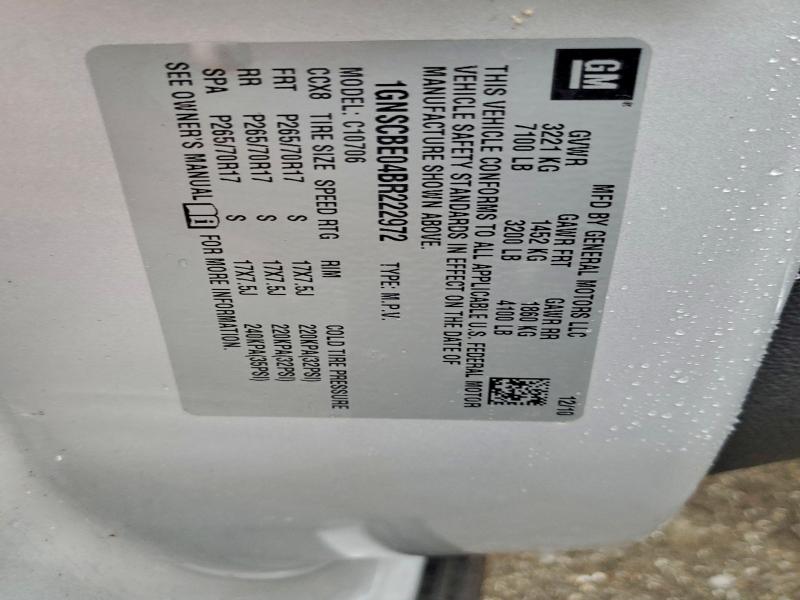 GM
MFD BY GENERAL MOTORS LLC 12/10
GVWR GAWR FRT GAWR RR
3221 KG 1452 KG 1860 KG
7100 LB 3200 LB 4100 LB
THIS VEHICLE CONFORMS TO ALL APPLICABLE U.S. FEDERAL MOTOR
VEHICLE SAFETY STANDARDS IN EFFECT ON THE DATE OF
MANUFACTURE SHOWN ABOVE.
1GNSCBE04BR222972 TYPE: M.P.V.
MODEL: C10706
CCX8 TIRE SIZE SPEED RTG RIM COLD TIRE PRESSURE
FRT P265/70R17 S 17X7.5J 220KPA(32PSI)
RR P265/70R17 S 17X7.5J 220KPA(32PSI)
SPA P265/70R17 S 17X7.5J 240KPA(35PSI)
SEE OWNER'S MANUAL FOR MORE INFORMATION.